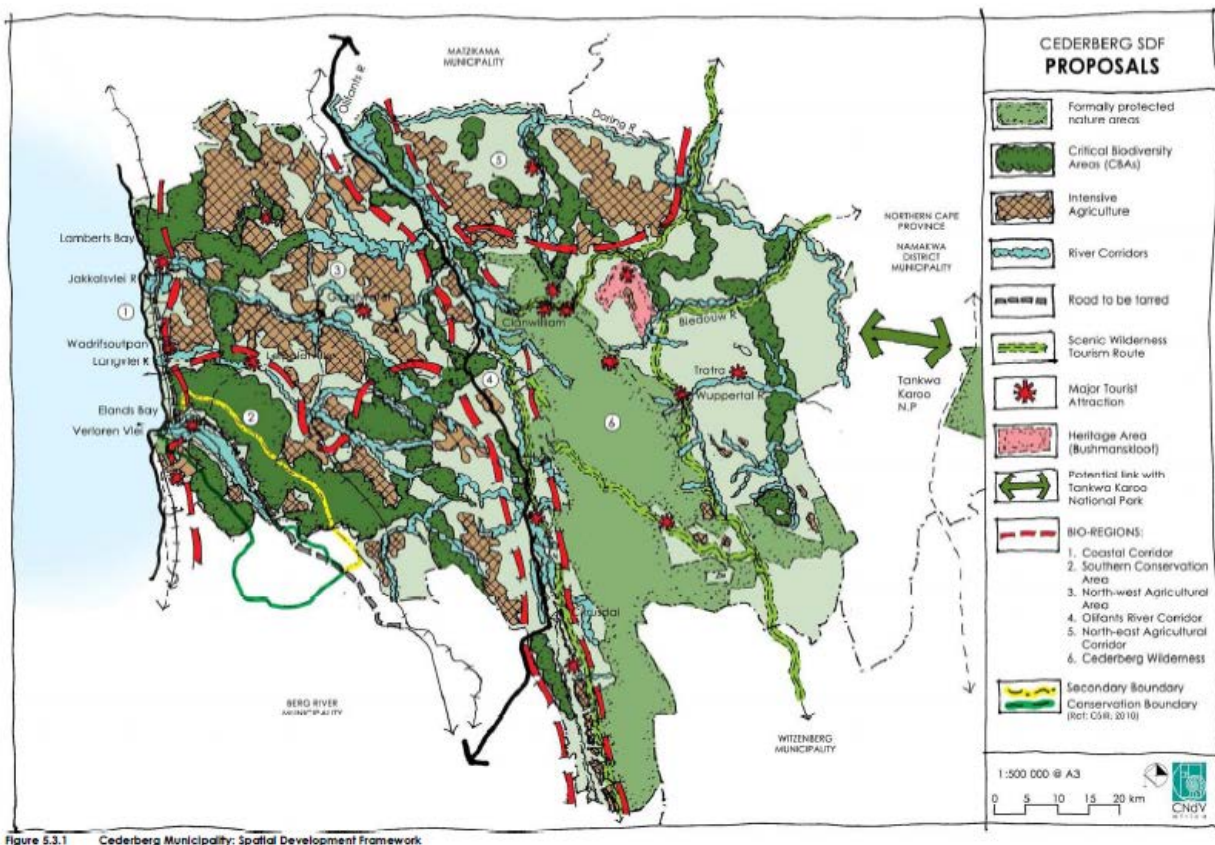 CEDERBERG SDF
PROPOSALS
Formally protected
nature areas
Critical Biodiversity
Areas (CBAs)
Intensive
Agriculture
River Corridors
Road to be tarred
Scenic Wilderness
Tourism Route
Major Tourist
Attraction
Heritage Area
(Bushmanskloof)
Potential link with
Tankwa Karoo
National Park
BIO-REGIONS:
1. Coastal Corridor
2. Southern Conservation
Area
3. North-west Agricultural
Area
4. Olifants River Corridor
5. North-east Agricultural
Corridor
6. Cederberg Wilderness
Secondary Boundary
Conservation Boundary
(Ref: CSIR, 2010)
1:500 000 @ A3
0 5 10 15 20 km
CNdV
MATZIKAMA
MUNICIPALITY
Olifants R
Doring R
NORTHERN CAPE
PROVINCE
NAMAKWA
DISTRICT
MUNICIPALITY
Lamberts Bay
Jakkalsvlei R
Wadrifsoutpan
Langvlei R
Elands Bay
Verloren Vlei
Clanwilliam
Biedouw R
Tratra
Wuppertal R
Tankwa
Karoo
N.P
1
2
3
4
5
6
BERG RIVER
MUNICIPALITY
WITZENBERG
MUNICIPALITY
Figure 5.3.1 Cederberg Municipality: Spatial Development Framework